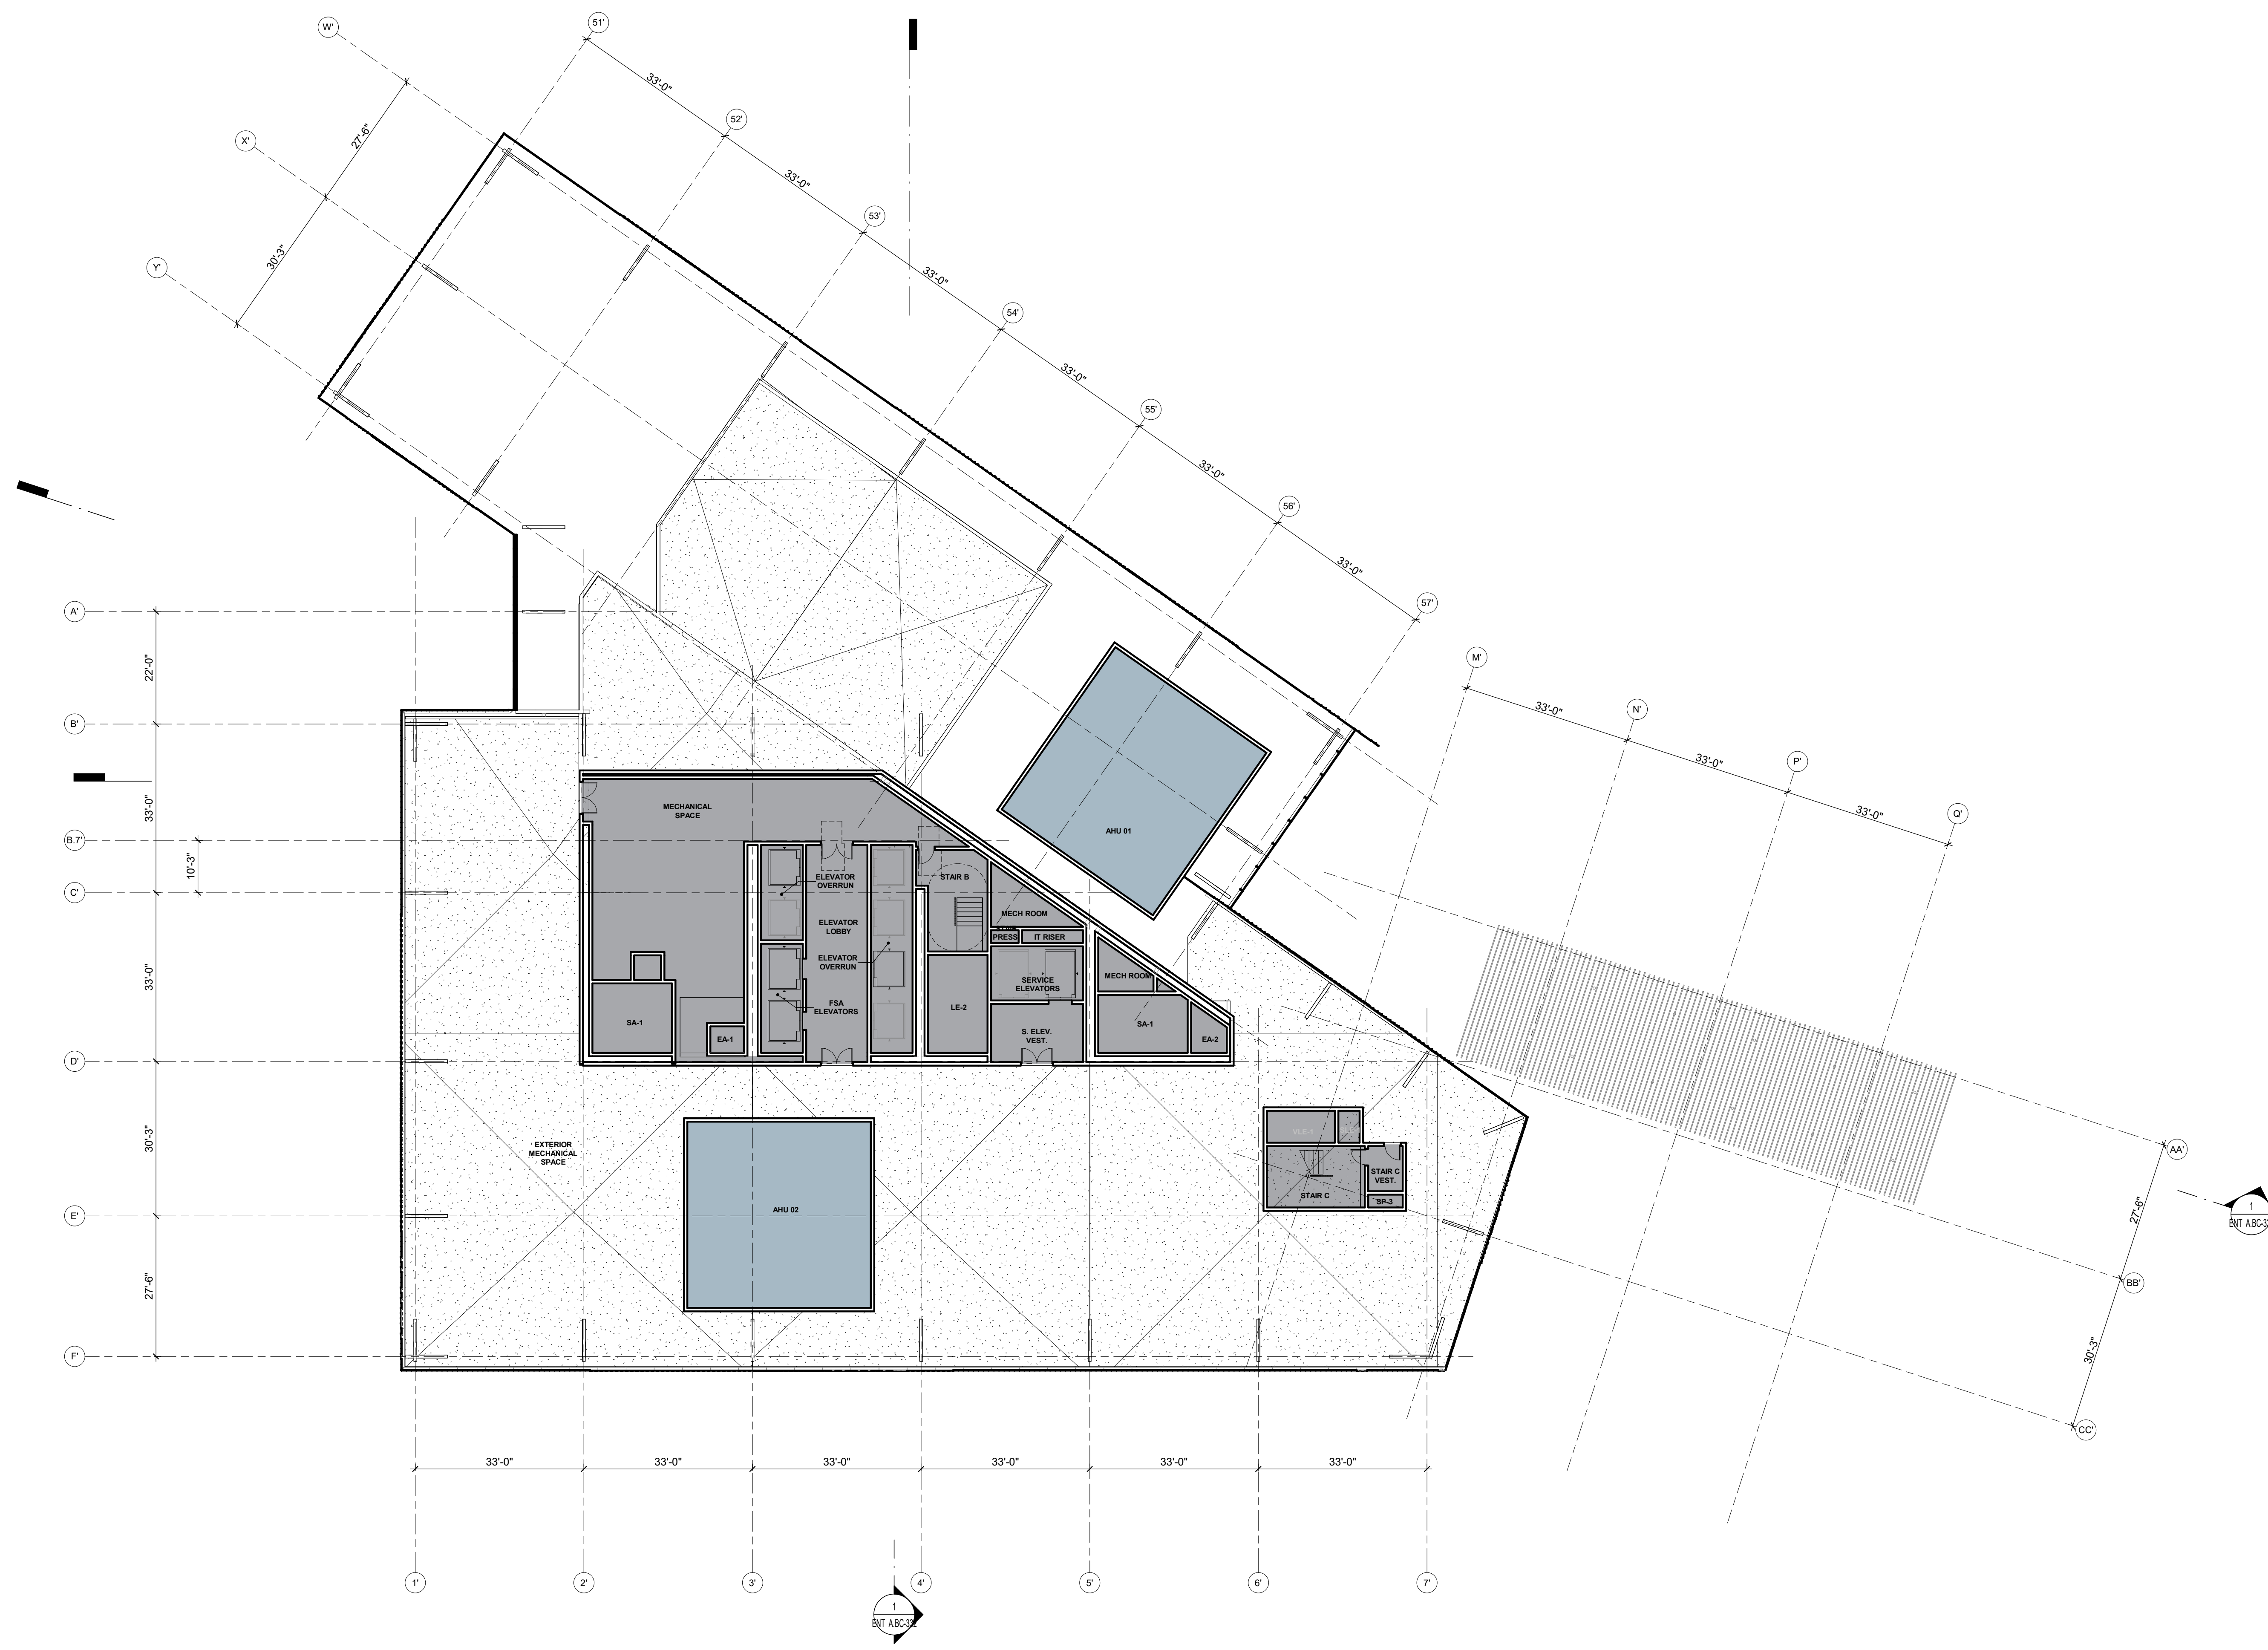 W'
51'
33'-0"
27'-6"
X'
52'
33'-0"
30'-3"
Y'
53'
33'-0"
54'
33'-0"
55'
33'-0"
56'
33'-0"
57'
A'
22'-0"
B'
33'-0"
B.7'
10'-3"
C'
33'-0"
D'
30'-3"
E'
27'-6"
F'
M'
33'-0"
N'
33'-0"
P'
33'-0"
Q'
AHU 01
MECHANICAL
SPACE
ELEVATOR
OVERRUN
STAIR B
ELEVATOR
LOBBY
MECH ROOM
PRESS
IT RISER
ELEVATOR
OVERRUN
SERVICE
ELEVATORS
MECH ROOM
FSA
ELEVATORS
LE-2
SA-1
EA-1
S. ELEV.
VEST.
SA-1
EA-2
EXTERIOR
MECHANICAL
SPACE
AHU 02
VLE-1
STAIR C
VEST.
STAIR C
SP-3
AA'
27'-6"
BB'
30'-3"
CC'
1
33'-0"
33'-0"
33'-0"
33'-0"
33'-0"
33'-0"
1'
2'
3'
4'
5'
6'
7'
1
ENT A.BC-332